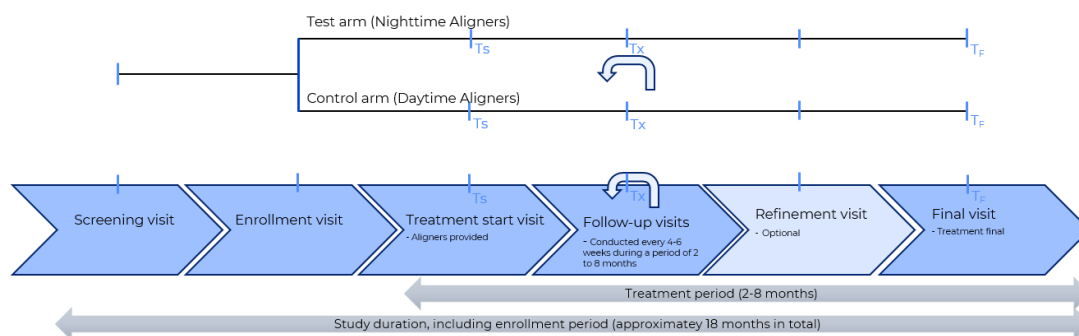 Test arm (Nighttime Aligners)
Ts
Tx
TF
Control arm (Daytime Aligners)
Ts
Tx
TF
Ts
Tx
TF
Screening visit
Enrollment visit
Treatment start visit
- Aligners provided
Follow-up visits
- Conducted every 4-6
weeks during a period of 2
to 8 months
Refinement visit
- Optional
Final visit
- Treatment final
Treatment period (2-8 months)
Study duration, including enrollment period (approximatey 18 months in total)